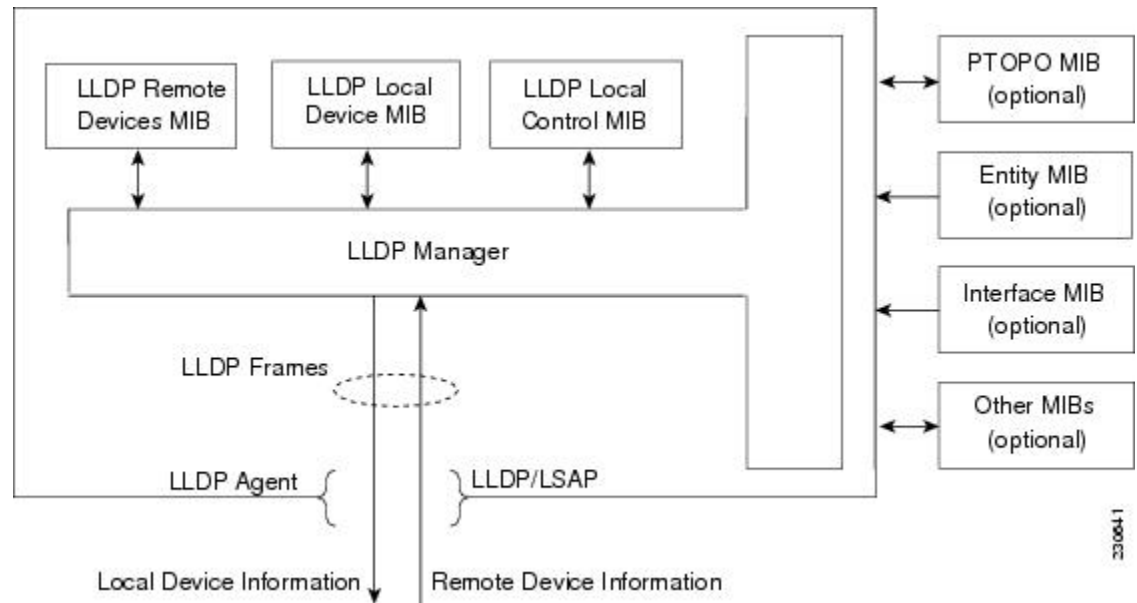 LLDP Remote
Devices MIB
LLDP Local
Device MIB
LLDP Local
Control MIB
PTOPO MIB
(optional)
Entity MIB
(optional)
LLDP Manager
Interface MIB
(optional)
LLDP Frames
Other MIBs
(optional)
LLDP Agent
LLDP/LSAP
Local Device Information
Remote Device Information
230641